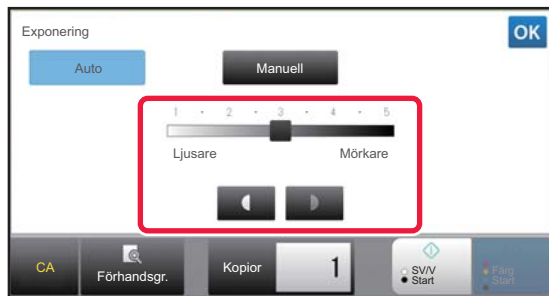 Exponering
OK
Auto
Manuell
1 • 2 • 3 • 4 • 5
Ljusare
Mörkare
CA
Förhandsgr.
Kopior
1
SV/V
Start
Färg
Start